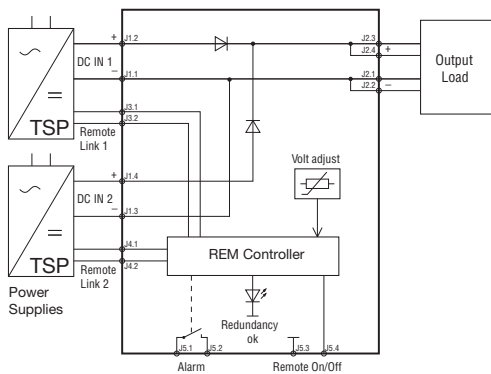 +
J1.2
J2.3
J2.4
+
DC IN 1
Output
Load
–
J1.1
J2.1
J2.2
–
J3.1
J3.2
TSP
Remote
Link 1
+
J1.4
Volt adjust
DC IN 2
–
J1.3
J4.1
J4.2
TSP
Remote
Link 2
REM Controller
Power
Supplies
Redundancy
ok
J5.1
J5.2
J5.3
J5.4
Alarm
Remote On/Off